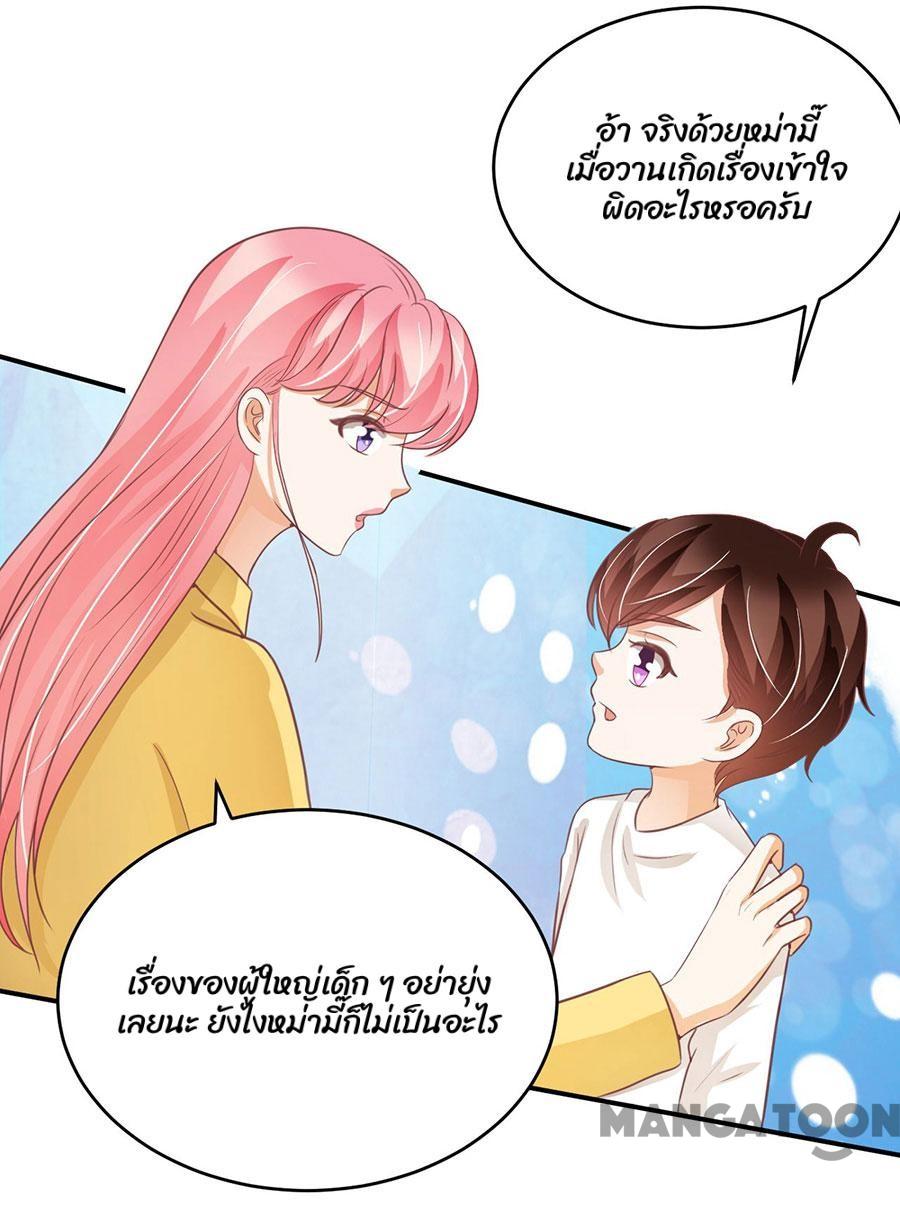 อ้า จริงด้วยหม่ามี๊
เมื่อวานเกิดเรื่องเข้าใจ
ผิดอะไรหรอครับ
เรื่องของผู้ใหญ่เด็ก ๆ อย่ายุ่ง
เลยนะ ยังไงหม่ามี๊ก็ไม่เป็นอะไร
MANGATOON